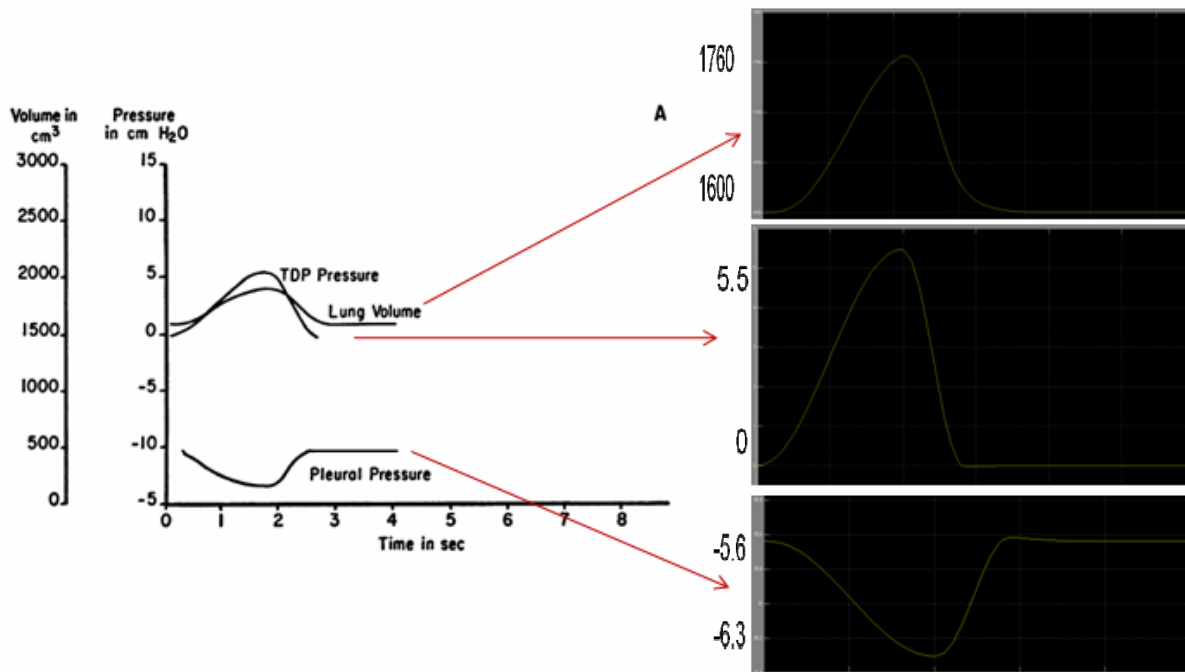 Volume in
cm3
Pressure
in cm H2O
A
3000
2500
2000
1500
1000
500
0
15
10
5
0
-5
-10
-5
TDP Pressure
Lung Volume
Pleural Pressure
0 1 2 3 4 5 6 7 8
Time in sec
1760
1600
5.5
0
-5.6
-6.3